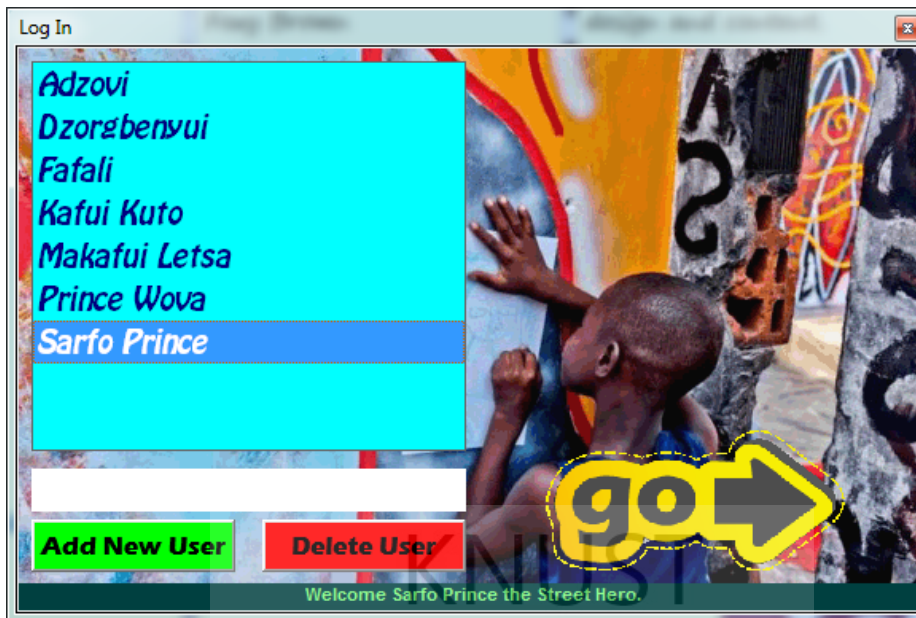 Log In
Adzovi
Dzorgbenyui
Fafali
Kafui Kuto
Makafui Letsa
Prince Wova
Sarfo Prince
go
Add New User
Delete User
KNUST
Welcome Sarfo Prince the Street Hero.